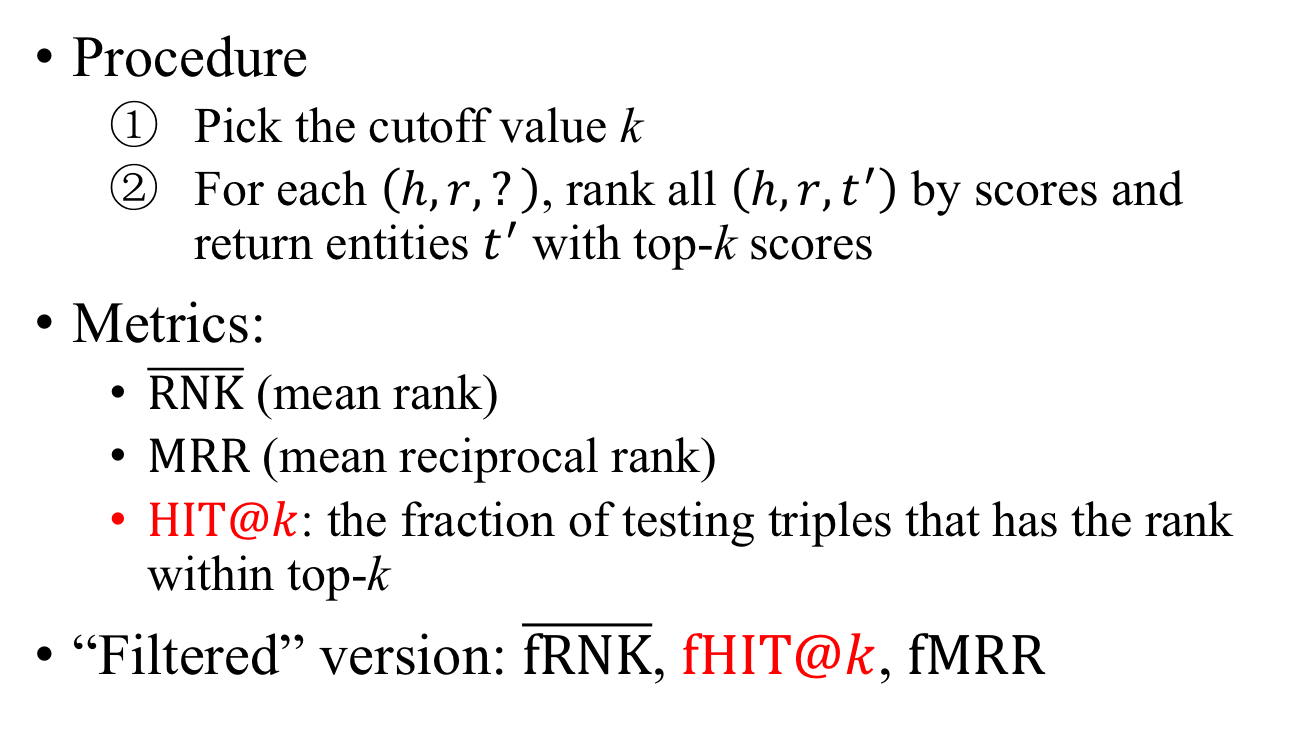 • Procedure
① Pick the cutoff value k
② For each (h, r, ?), rank all (h, r, t′) by scores and
return entities t′ with top-k scores
• Metrics:
• R̅N̅K̅ (mean rank)
• MRR (mean reciprocal rank)
• HIT@k: the fraction of testing triples that has the rank
within top-k
• “Filtered” version: f̅R̅N̅K̅, fHIT@k, fMRR